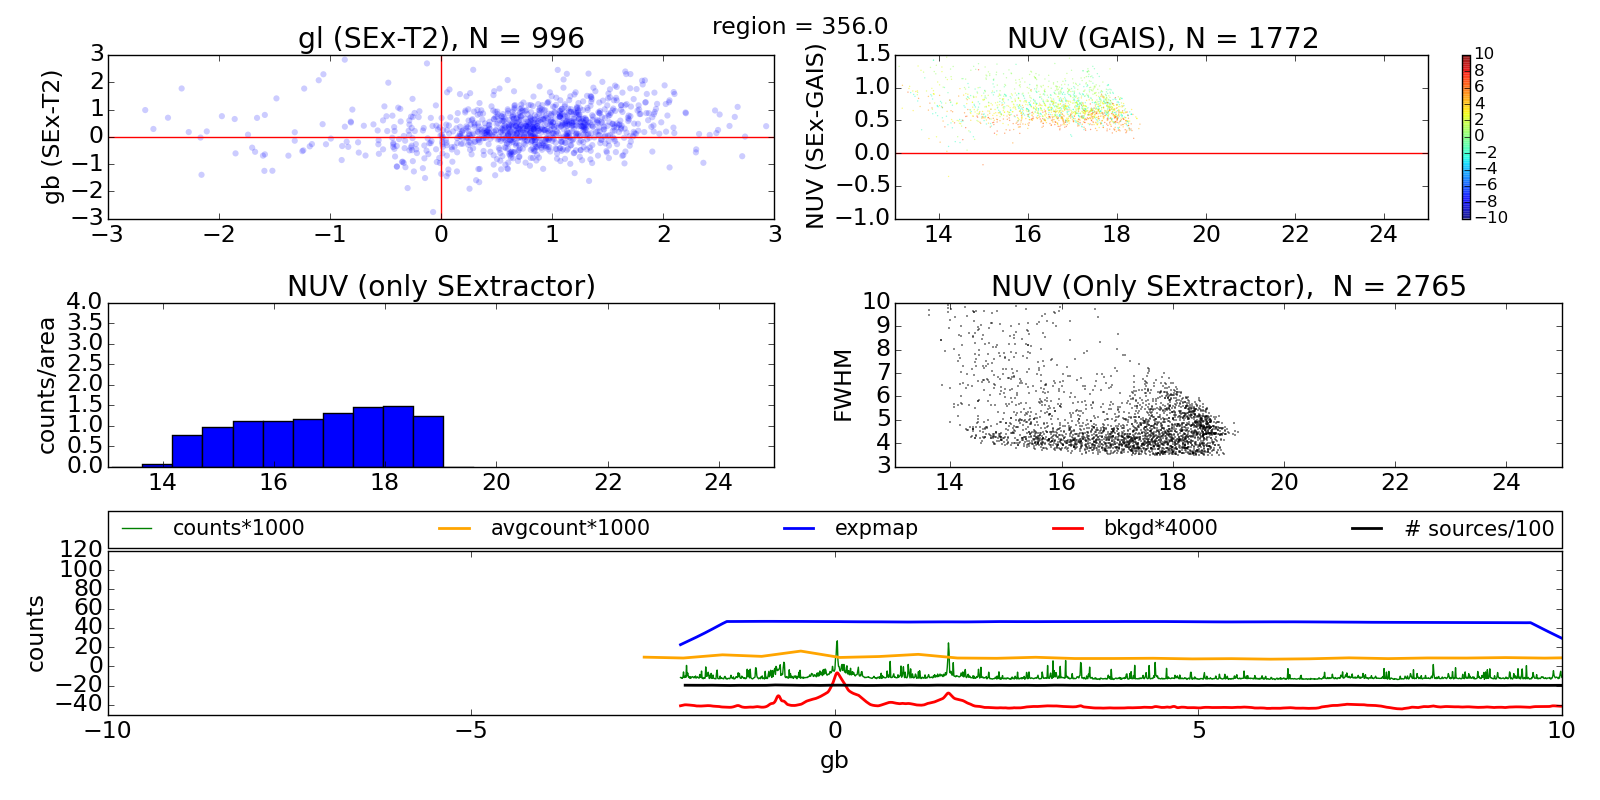 region = 356.0
gl (SEx-T2), N = 996
gb (SEx-T2)
3
2
1
0
−1
−2
−3
−3 −2 −1 0 1 2 3
NUV (GAIS), N = 1772
NUV (SEx-GAIS)
1.5
1.0
0.5
0.0
−0.5
−1.0
14 16 18 20 22 24
10
8
6
4
2
0
−2
−4
−6
−8
−10
NUV (only SExtractor)
counts/area
4.0
3.5
3.0
2.5
2.0
1.5
1.0
0.5
0.0
14 16 18 20 22 24
NUV (Only SExtractor), N = 2765
FWHM
10
9
8
7
6
5
4
3
14 16 18 20 22 24
counts*1000 avgcount*1000 expmap bkgd*4000 # sources/100
counts
120
100
80
60
40
20
0
−20
−40
−10 −5 0 5 10
gb